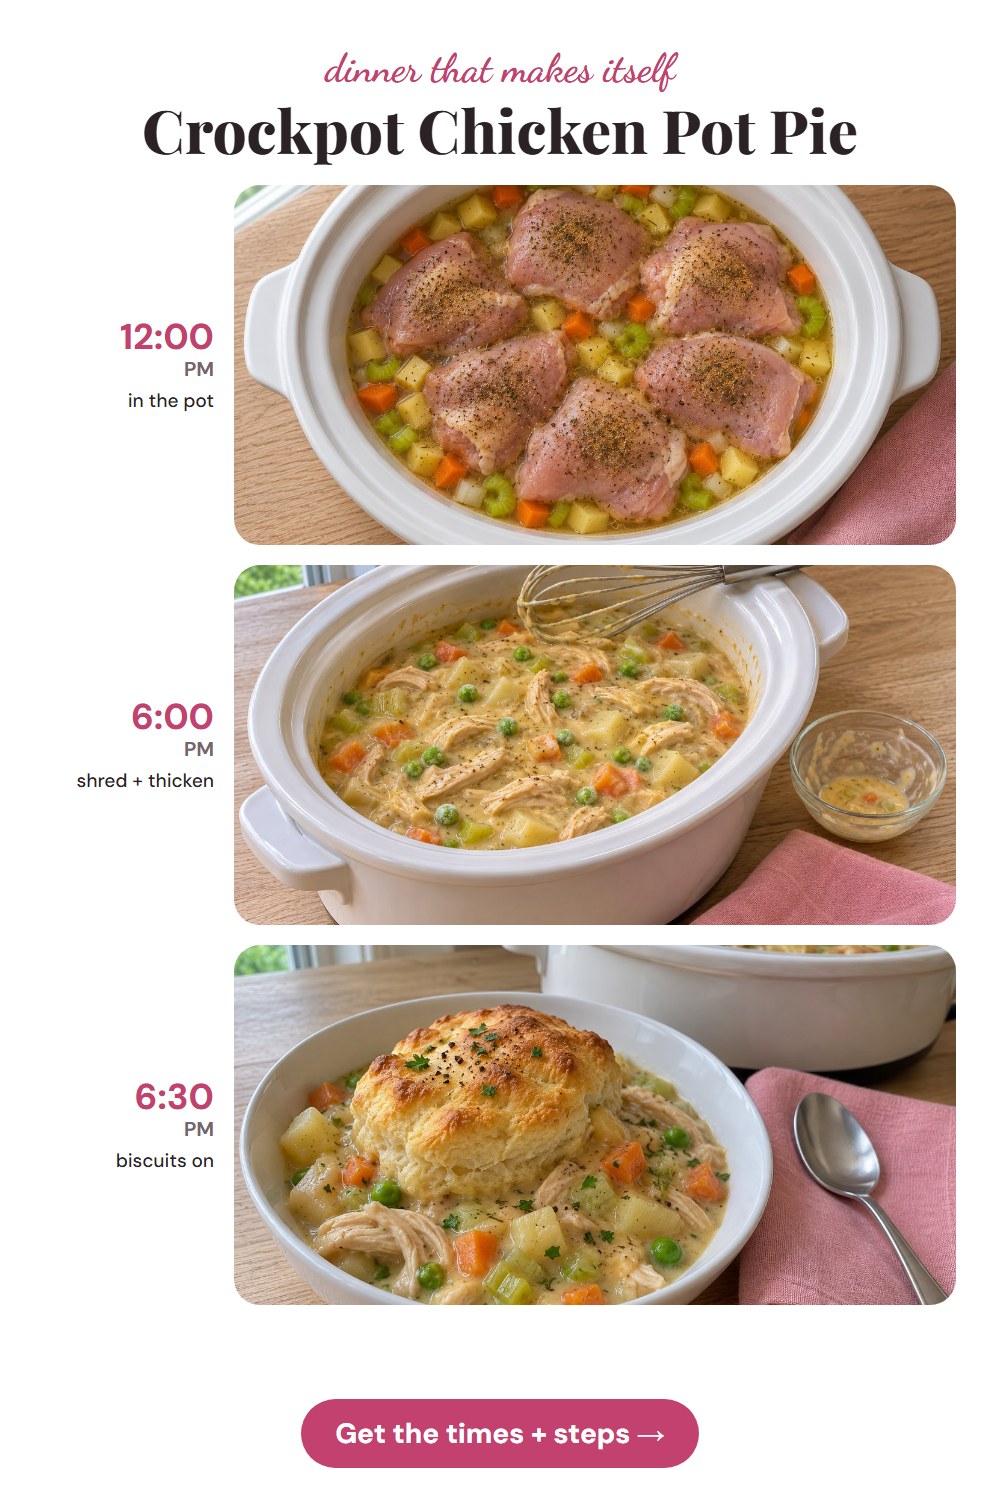 dinner that makes itself
Crockpot Chicken Pot Pie
12:00
PM
in the pot
6:00
PM
shred + thicken
6:30
PM
biscuits on
Get the times + steps →